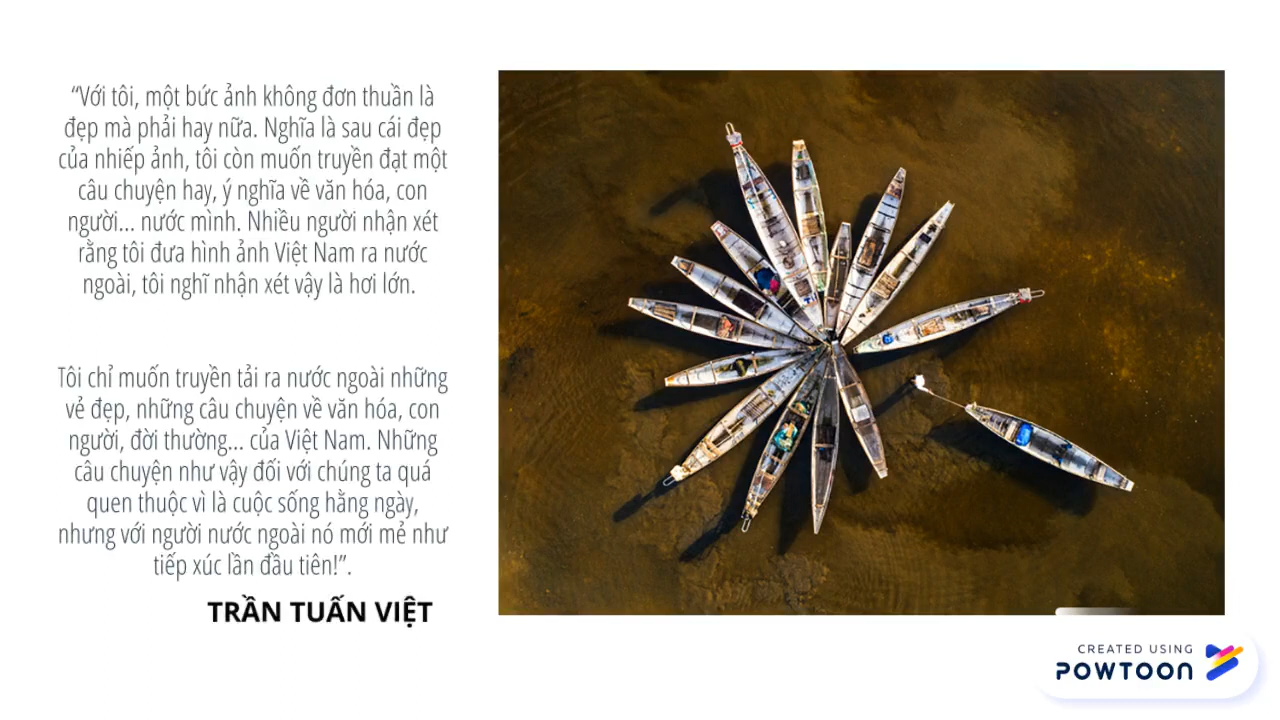 “Với tôi, một bức ảnh không đơn thuần là
đẹp mà phải hay nữa. Nghĩa là sau cái đẹp
của nhiếp ảnh, tôi còn muốn truyền đạt một
câu chuyện hay, ý nghĩa về văn hóa, con
người... nước mình. Nhiều người nhận xét
rằng tôi đưa hình ảnh Việt Nam ra nước
ngoài, tôi nghĩ nhận xét vậy là hơi lớn.
Tôi chỉ muốn truyền tải ra nước ngoài những
vẻ đẹp, những câu chuyện về văn hóa, con
người, đời thường... của Việt Nam. Những
câu chuyện như vậy đối với chúng ta quá
quen thuộc vì là cuộc sống hằng ngày,
nhưng với người nước ngoài nó mới mẻ như
tiếp xúc lần đầu tiên!”.
TRẦN TUẤN VIỆT
CREATED USING
POWTOON